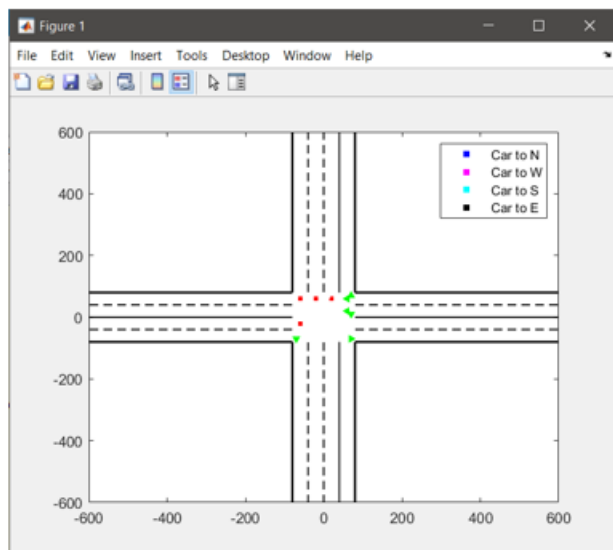 Figure 1
File Edit View Insert Tools Desktop Window Help
600
400
200
0
-200
-400
-600
-600 -400 -200 0 200 400 600
Car to N
Car to W
Car to S
Car to E